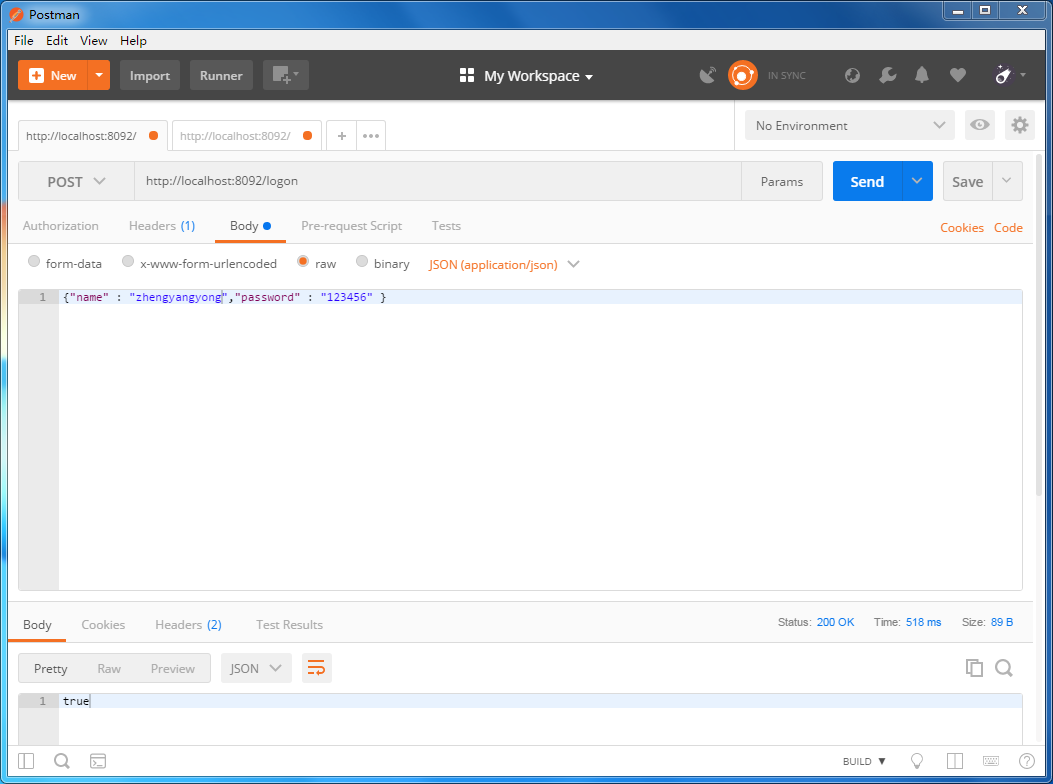 Postman
File Edit View Help
New Import Runner My Workspace IN SYNC
http://localhost:8092/ http://localhost:8092/ + ••• No Environment
POST http://localhost:8092/logon Params Send Save
Authorization Headers (1) Body Pre-request Script Tests Cookies Code
form-data x-www-form-urlencoded raw binary JSON (application/json)
1 {"name" : "zhengyangyong","password" : "123456" }
Body Cookies Headers (2) Test Results Status: 200 OK Time: 518 ms Size: 89 B
Pretty Raw Preview JSON
1 true
BUILD